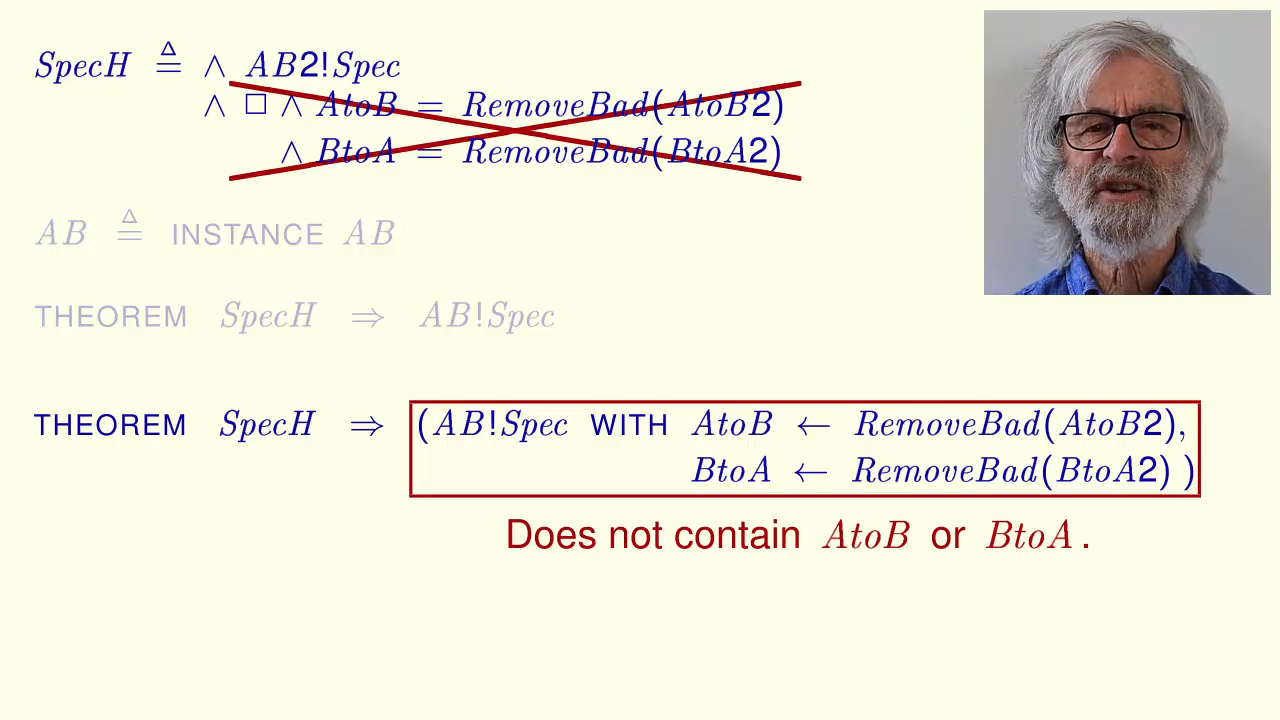 SpecH ≜ ∧ AB2!Spec
∧ □ ∧ AtoB = RemoveBad(AtoB2)
∧ BtoA = RemoveBad(BtoA2)
AB ≜ INSTANCE AB
THEOREM SpecH ⇒ AB!Spec
THEOREM SpecH ⇒ (AB!Spec WITH AtoB ← RemoveBad(AtoB2),
BtoA ← RemoveBad(BtoA2) )
Does not contain AtoB or BtoA.